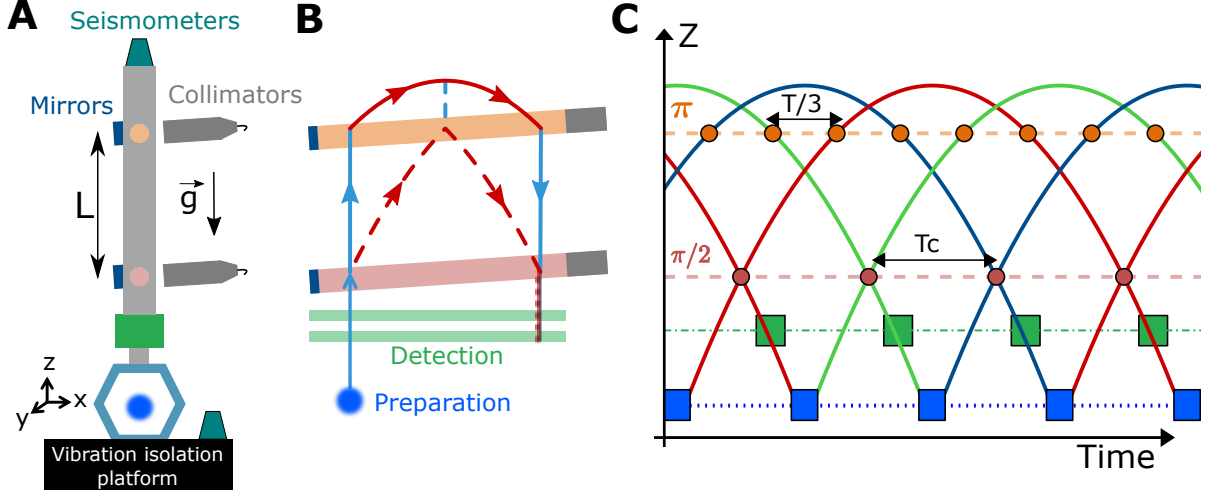 A
Seismometers
Mirrors
Collimators
L
g
z
x
y
Vibration isolation
platform
B
Detection
Preparation
C
Z
π
T/3
π/2
Tc
Time